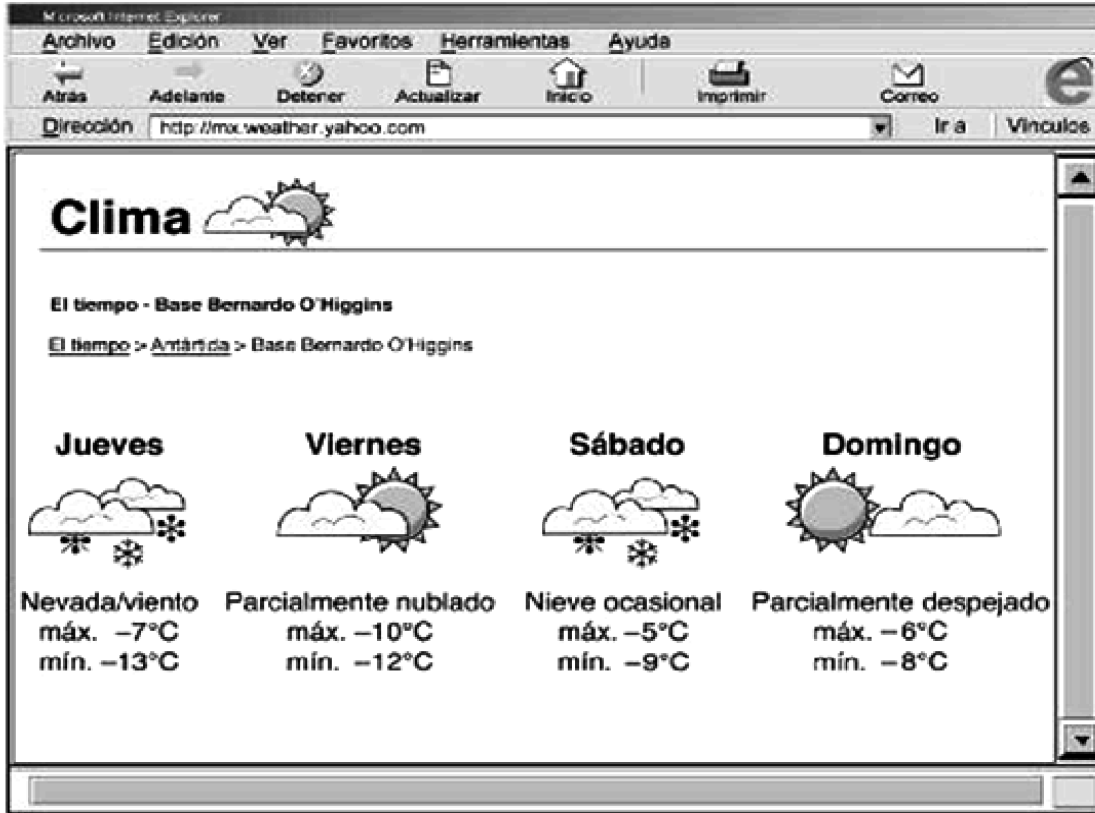 Microsoft Internet Explorer
Archivo Edición Ver Favoritos Herramientas Ayuda
Atrás Adelante Detener Actualizar Inicio Imprimir Correo
Dirección http://mx.weather.yahoo.com Ir a Vínculos
Clima
El tiempo - Base Bernardo O'Higgins
El tiempo > Antártida > Base Bernardo O'Higgins
Jueves Viernes Sábado Domingo
Nevada/viento Parcialmente nublado Nieve ocasional Parcialmente despejado
máx. –7°C máx. –10°C máx. –5°C máx. –6°C
mín. –13°C mín. –12°C mín. –9°C mín. –8°C